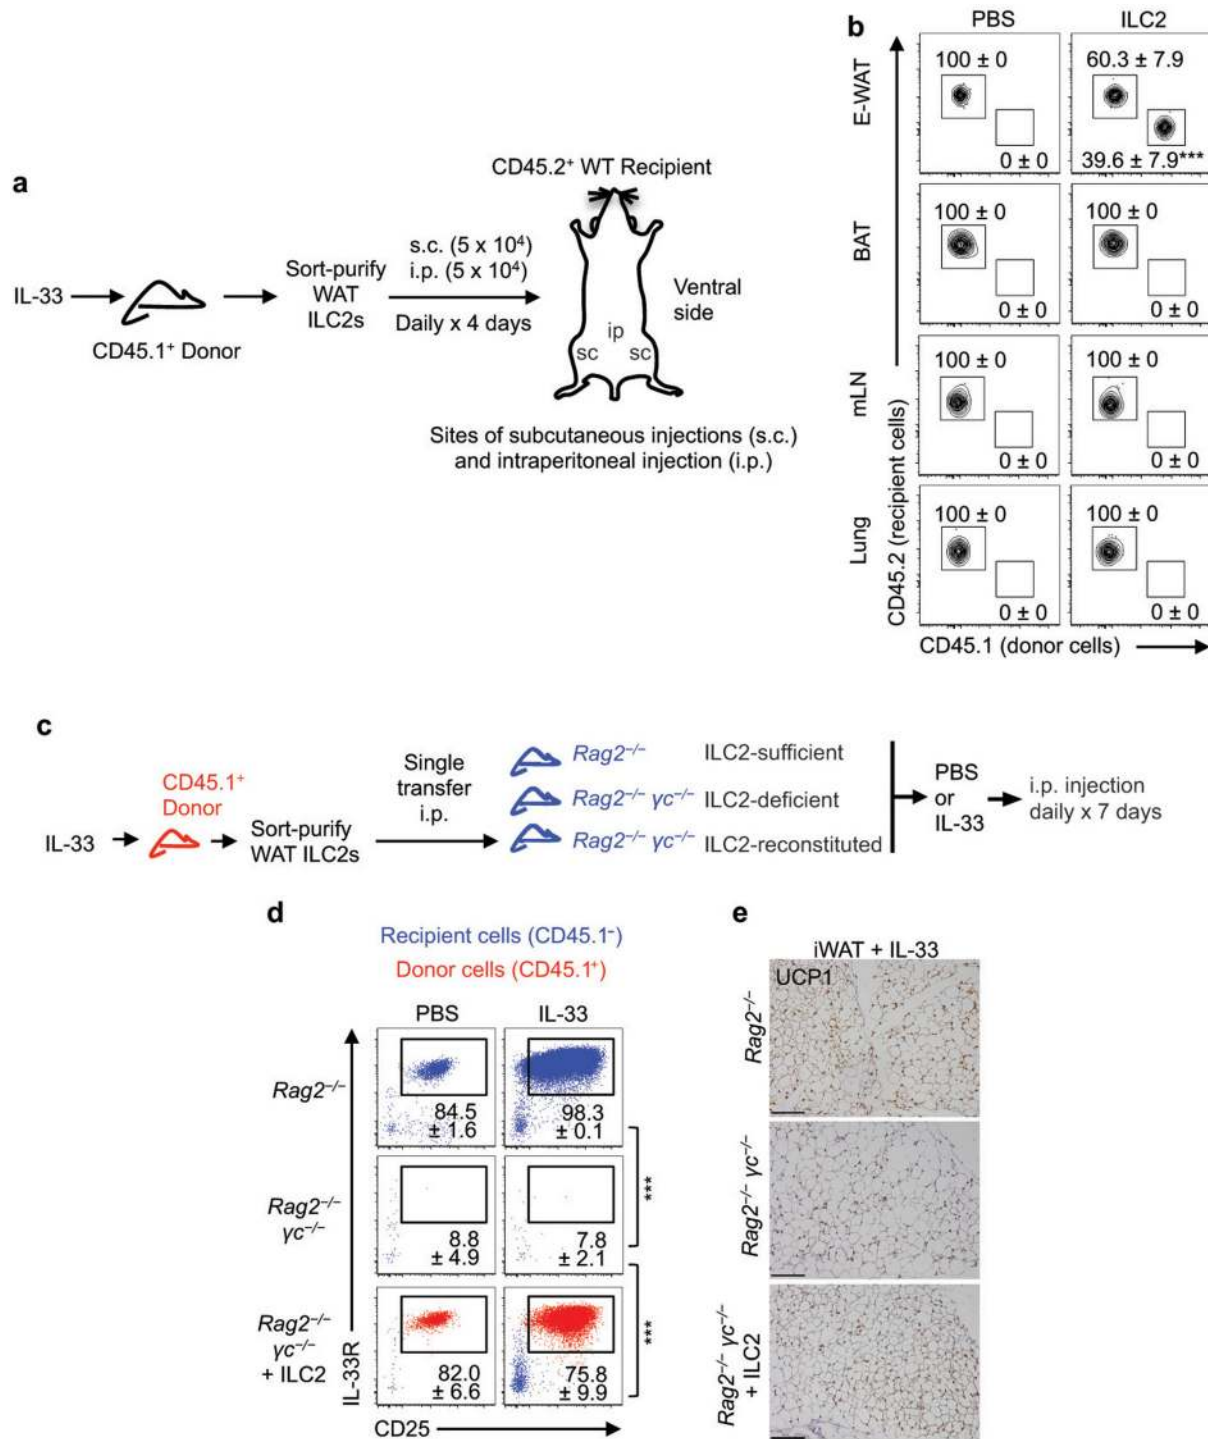 a
CD45.2⁺ WT Recipient
IL-33
CD45.1⁺ Donor
Sort-purify
WAT
ILC2s
s.c. (5 x 10⁴)
i.p. (5 x 10⁴)
Daily x 4 days
Ventral
side
ip
sc sc
Sites of subcutaneous injections (s.c.)
and intraperitoneal injection (i.p.)
b
PBS ILC2
E-WAT
100 ± 0 60.3 ± 7.9
0 ± 0 39.6 ± 7.9***
BAT
100 ± 0 100 ± 0
0 ± 0 0 ± 0
mLN
100 ± 0 100 ± 0
0 ± 0 0 ± 0
Lung
100 ± 0 100 ± 0
0 ± 0 0 ± 0
CD45.2 (recipient cells)
CD45.1 (donor cells)
c
IL-33
CD45.1⁺
Donor
Sort-purify
WAT ILC2s
Single
transfer
i.p.
Rag2⁻/⁻ ILC2-sufficient
Rag2⁻/⁻ γc⁻/⁻ ILC2-deficient
Rag2⁻/⁻ γc⁻/⁻ ILC2-reconstituted
PBS
or
IL-33
i.p. injection
daily x 7 days
d
Recipient cells (CD45.1⁻)
Donor cells (CD45.1⁺)
PBS IL-33
Rag2⁻/⁻
84.5 98.3
± 1.6 ± 0.1
***
Rag2⁻/⁻
γc⁻/⁻
8.8 7.8
± 4.9 ± 2.1
***
Rag2⁻/⁻
γc⁻/⁻
+ ILC2
82.0 75.8
± 6.6 ± 9.9
IL-33R
CD25
e
iWAT + IL-33
UCP1
Rag2⁻/⁻
Rag2⁻/⁻ γc⁻/⁻
Rag2⁻/⁻ γc⁻/⁻
+ ILC2